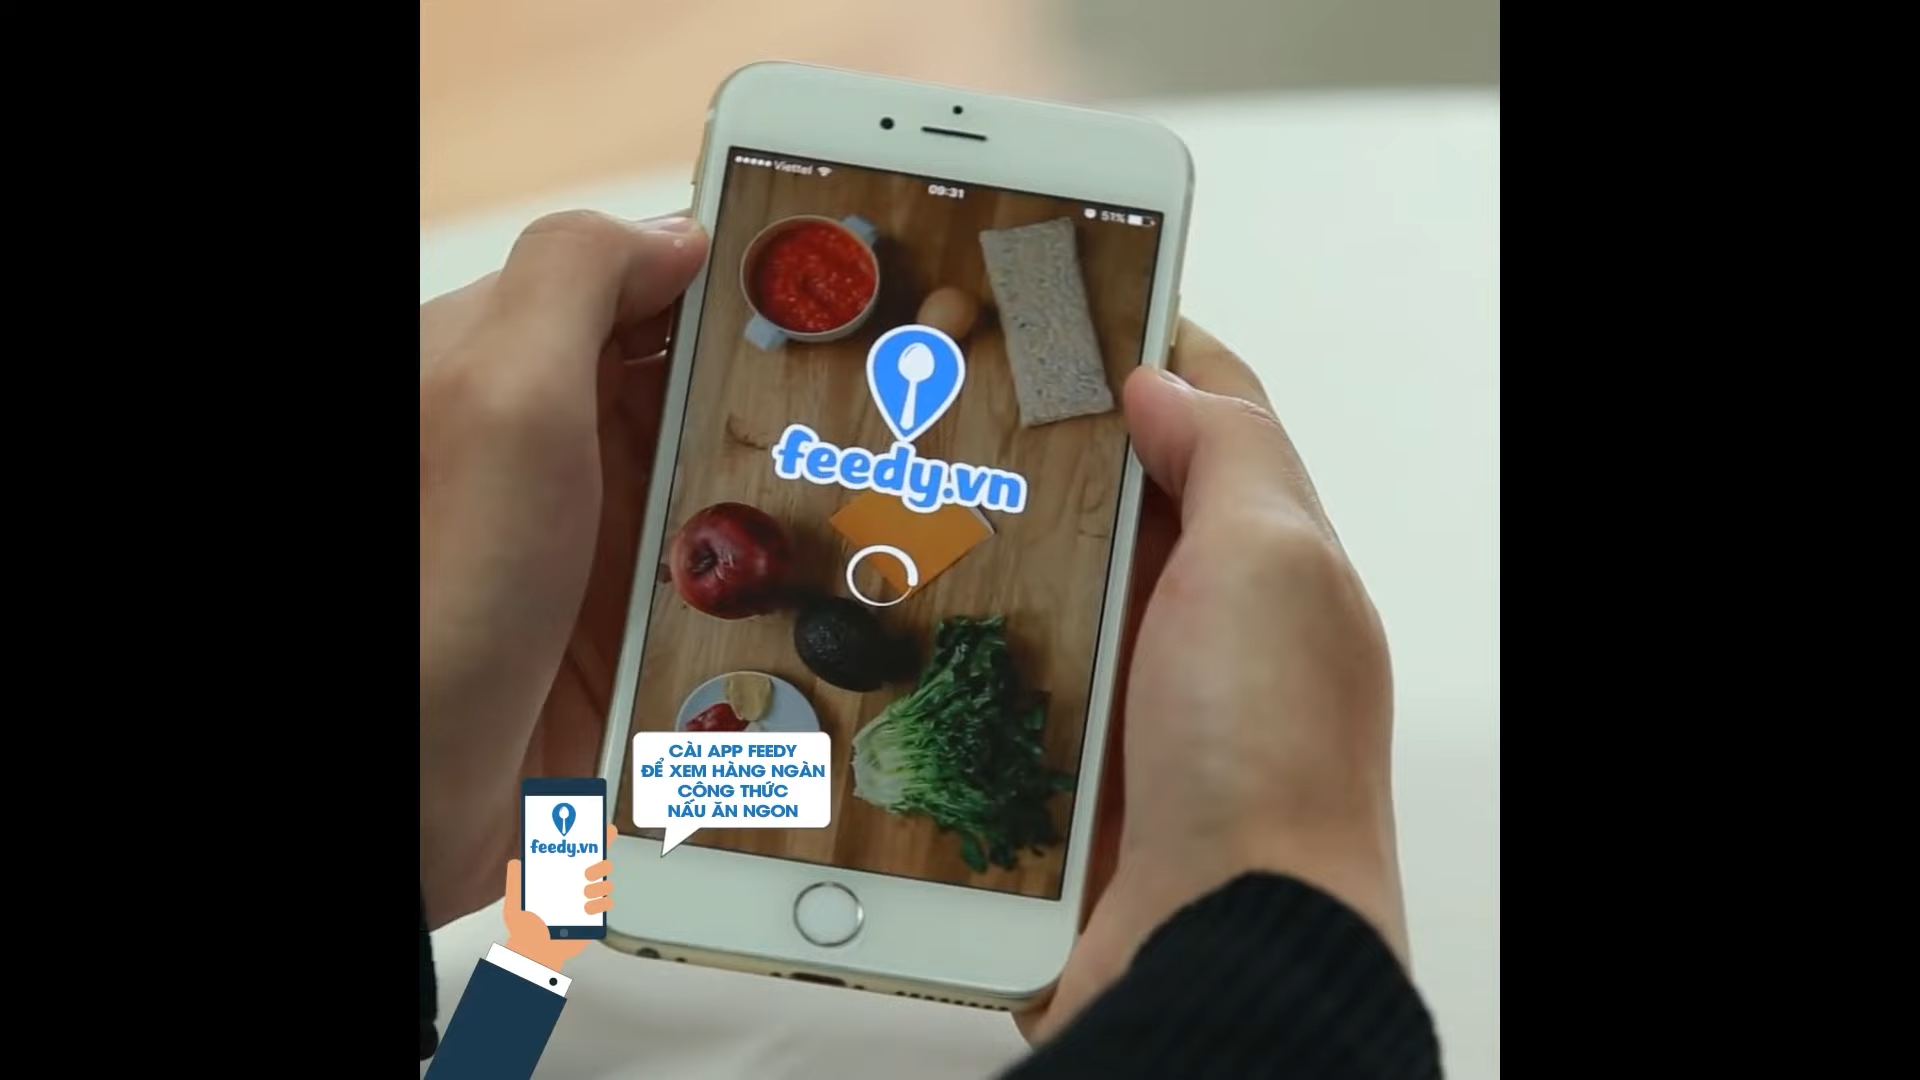 Viettel
09:31
51%
feedy.vn
CÀI APP FEEDY
ĐỂ XEM HÀNG NGÀN
CÔNG THỨC
NẤU ĂN NGON
feedy.vn